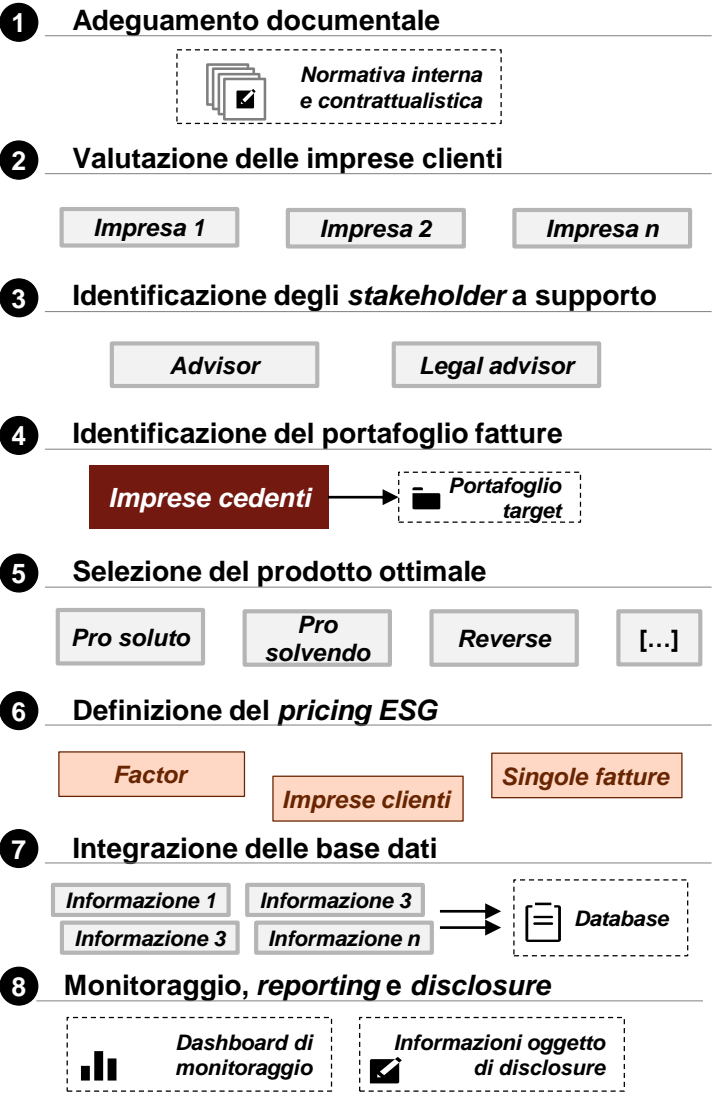 1 Adeguamento documentale
Normativa interna
e contrattualistica
2 Valutazione delle imprese clienti
Impresa 1
Impresa 2
Impresa n
3 Identificazione degli stakeholder a supporto
Advisor
Legal advisor
4 Identificazione del portafoglio fatture
Imprese cedenti
Portafoglio
target
5 Selezione del prodotto ottimale
Pro soluto
Pro
solvendo
Reverse
[…]
6 Definizione del pricing ESG
Factor
Imprese clienti
Singole fatture
7 Integrazione delle base dati
Informazione 1
Informazione 3
Informazione 3
Informazione n
Database
8 Monitoraggio, reporting e disclosure
Dashboard di
monitoraggio
Informazioni oggetto
di disclosure